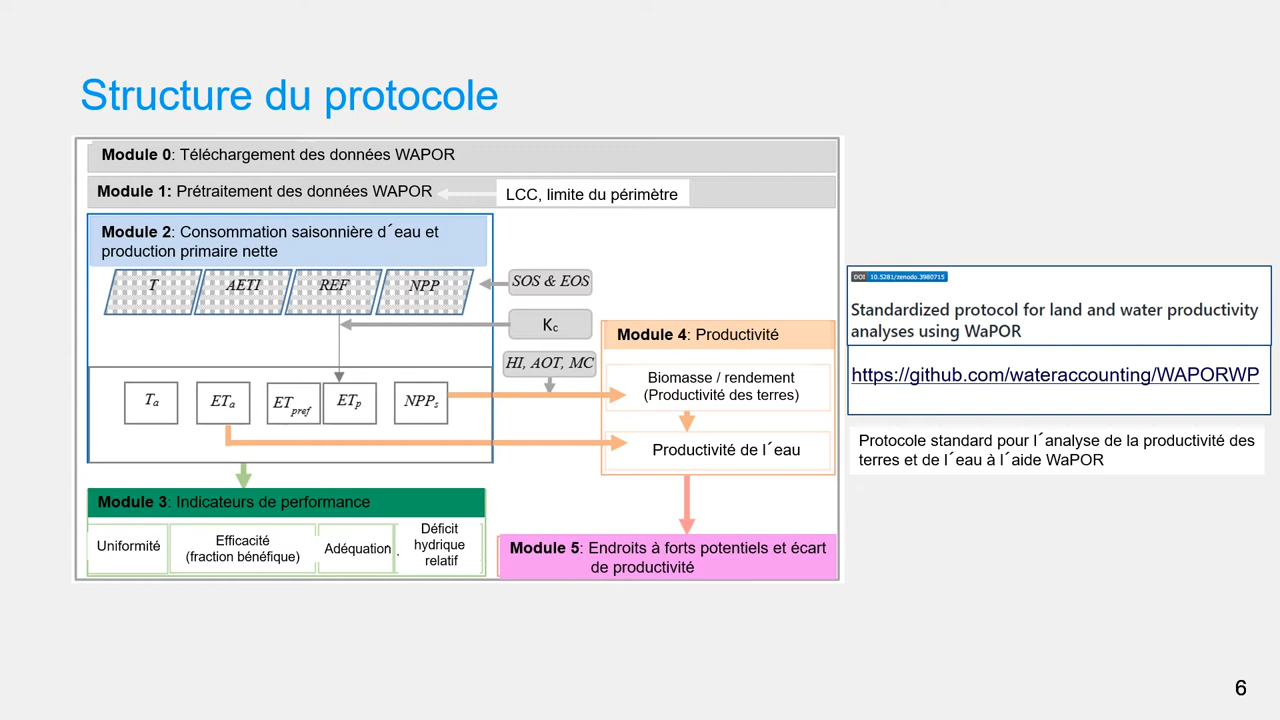 Structure du protocole
Module 0: Téléchargement des données WAPOR
Module 1: Prétraitement des données WAPOR
LCC, limite du périmètre
Module 2: Consommation saisonnière d´eau et
production primaire nette
T
AETI
REF
NPP
SOS & EOS
Kc
HI, AOT, MC
Ta
ETa
ETpref
ETp
NPPs
Module 4: Productivité
Biomasse / rendement
(Productivité des terres)
Productivité de l´eau
Module 3: Indicateurs de performance
Uniformité
Efficacité
(fraction bénéfique)
Adéquation
Déficit
hydrique
relatif
Module 5: Endroits à forts potentiels et écart
de productivité
DOI 10.5281/zenodo.3980715
Standardized protocol for land and water productivity
analyses using WaPOR
https://github.com/wateraccounting/WAPORWP
Protocole standard pour l´analyse de la productivité des
terres et de l´eau à l´aide WaPOR
6